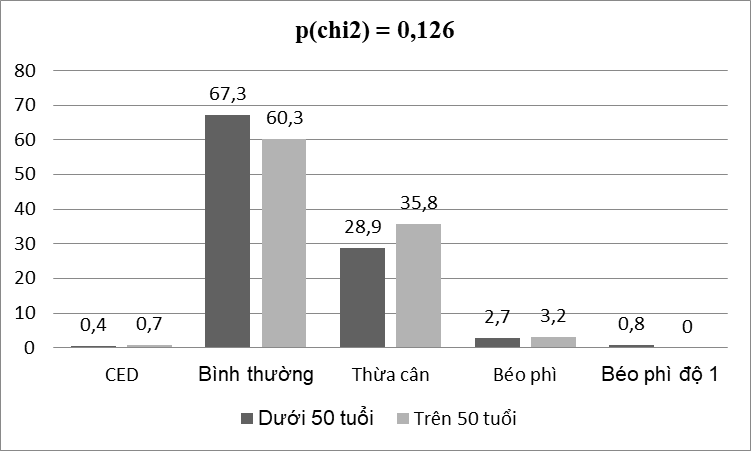 p(chi2) = 0,126
80
70
60
50
40
30
20
10
0
67,3
60,3
28,9
35,8
0,4
0,7
2,7
3,2
0,8
0
CED
Bình thường
Thừa cân
Béo phì
Béo phì độ 1
Dưới 50 tuổi
Trên 50 tuổi